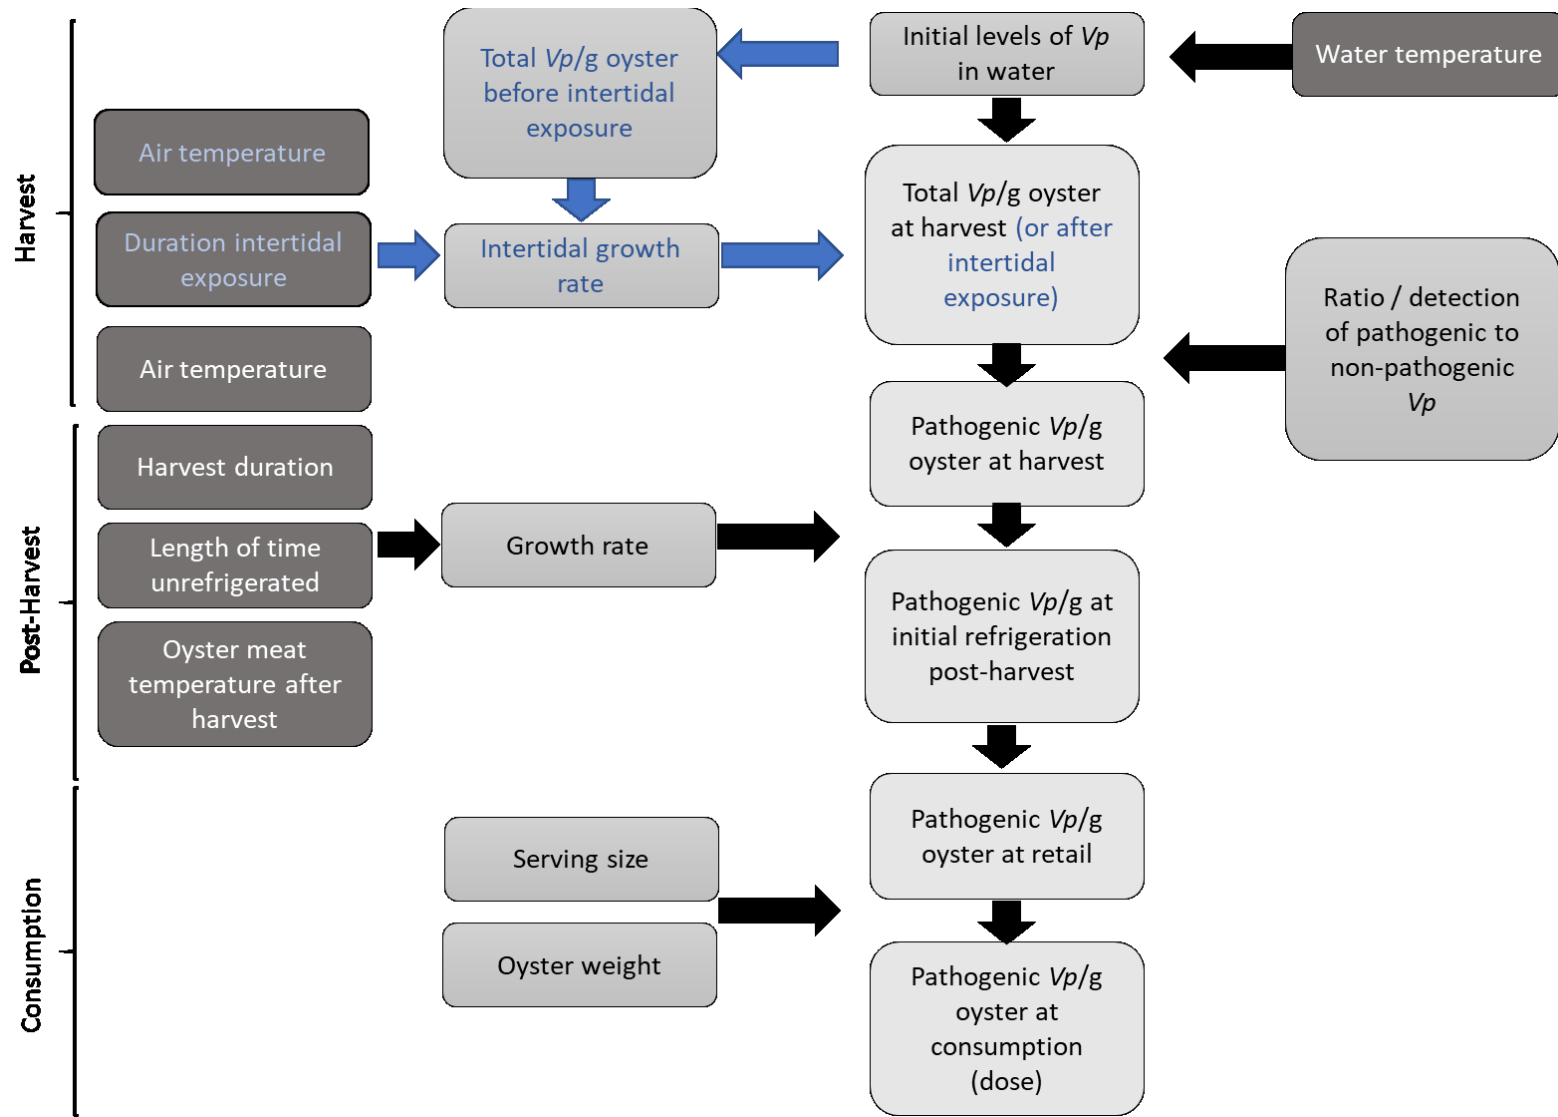 Harvest
Post-Harvest
Consumption
Air temperature
Duration intertidal
exposure
Air temperature
Harvest duration
Length of time
unrefrigerated
Oyster meat
temperature after
harvest
Total Vp/g oyster
before intertidal
exposure
Intertidal growth
rate
Growth rate
Serving size
Oyster weight
Initial levels of Vp
in water
Total Vp/g oyster
at harvest (or after
intertidal
exposure)
Pathogenic Vp/g
oyster at harvest
Pathogenic Vp/g at
initial refrigeration
post-harvest
Pathogenic Vp/g
oyster at retail
Pathogenic Vp/g
oyster at
consumption
(dose)
Water temperature
Ratio / detection
of pathogenic to
non-pathogenic
Vp